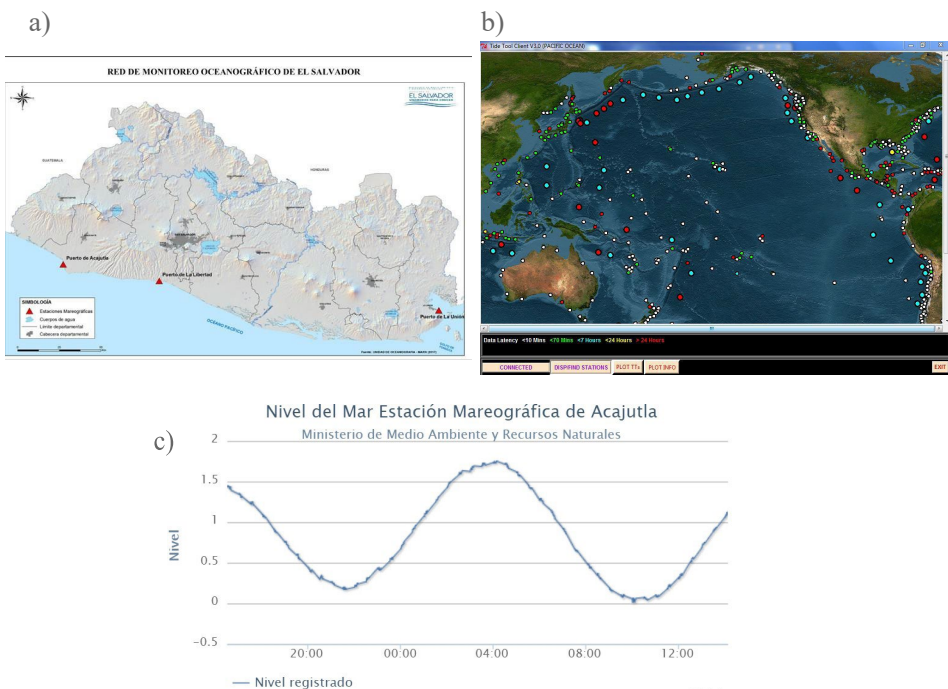 a)
RED DE MONITOREO OCEANOGRÁFICO DE EL SALVADOR
EL SALVADOR
GUATEMALA
HONDURAS
Puerto de Acajutla
Puerto de La Libertad
Puerto de La Unión
OCÉANO PACÍFICO
SIMBOLOGÍA
Estaciones Mareográficas
Cuerpos de agua
Límite departamental
Cabecera departamental
b)
Tide Tool Client V3.0 (PACIFIC OCEAN)
Data Latency <10 Mins <70 Mins <7 Hours <24 Hours > 24 Hours
CONNECTED DISP/FIND STATIONS PLOT TTs PLOT INFO EXIT
c)
Nivel del Mar Estación Mareográfica de Acajutla
Ministerio de Medio Ambiente y Recursos Naturales
Nivel
2
1.5
1
0.5
0
−0.5
20:00 00:00 04:00 08:00 12:00
Nivel registrado